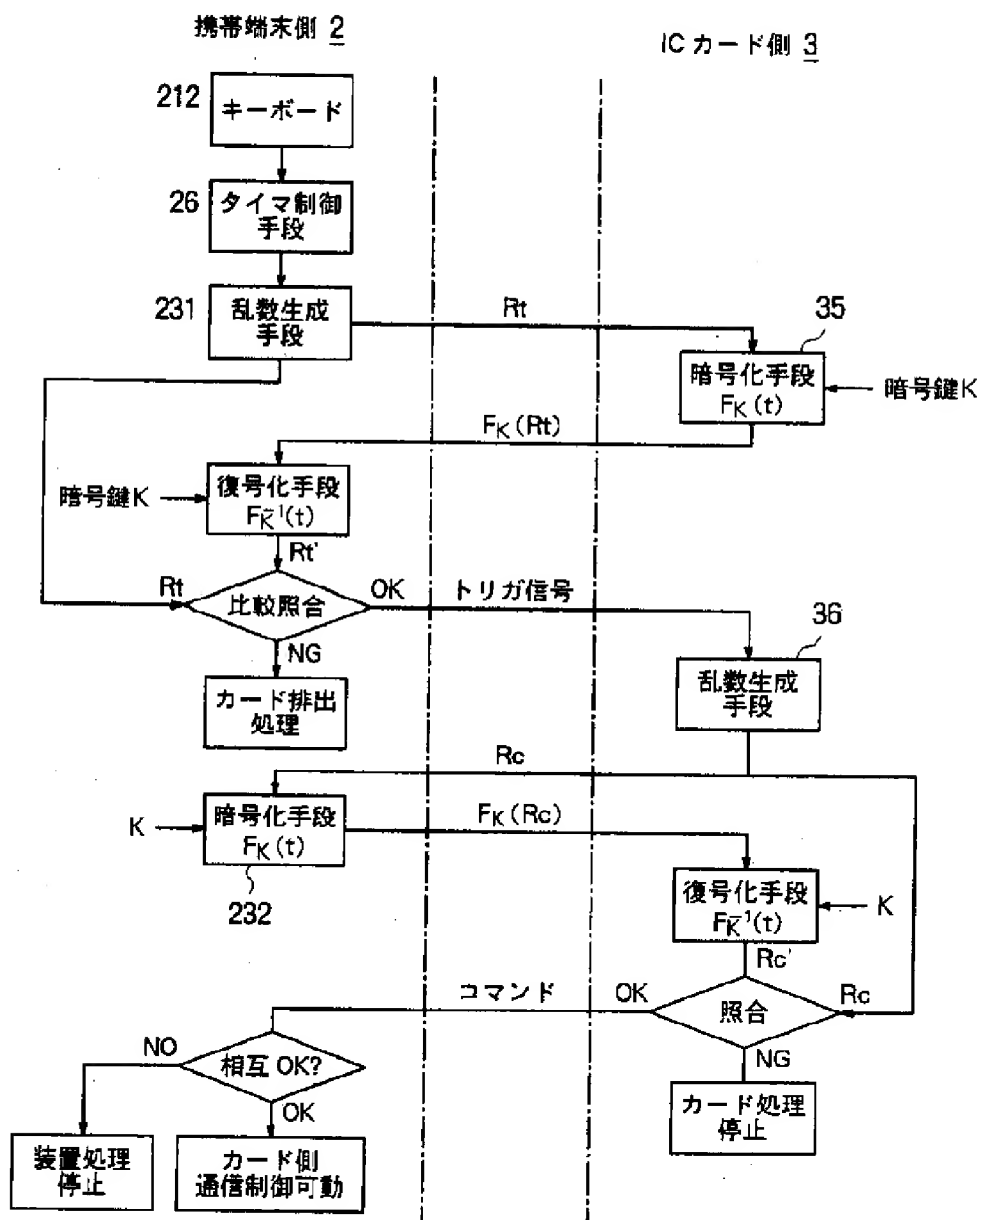 携帯端末側 2
ICカード側 3
212
キーボード
26
タイマ制御
手段
231
乱数生成
手段
Rt
35
暗号化手段
FK(t)
暗号鍵K
FK(Rt)
暗号鍵K
復号化手段
FK⁻¹(t)
Rt'
Rt
比較照合
OK
トリガ信号
36
NG
乱数生成
手段
カード排出
処理
Rc
K
暗号化手段
FK(t)
FK(Rc)
232
復号化手段
FK⁻¹(t)
K
Rc'
コマンド
OK
照合
Rc
NO
相互OK?
NG
OK
カード処理
停止
装置処理
停止
カード側
通信制御可動